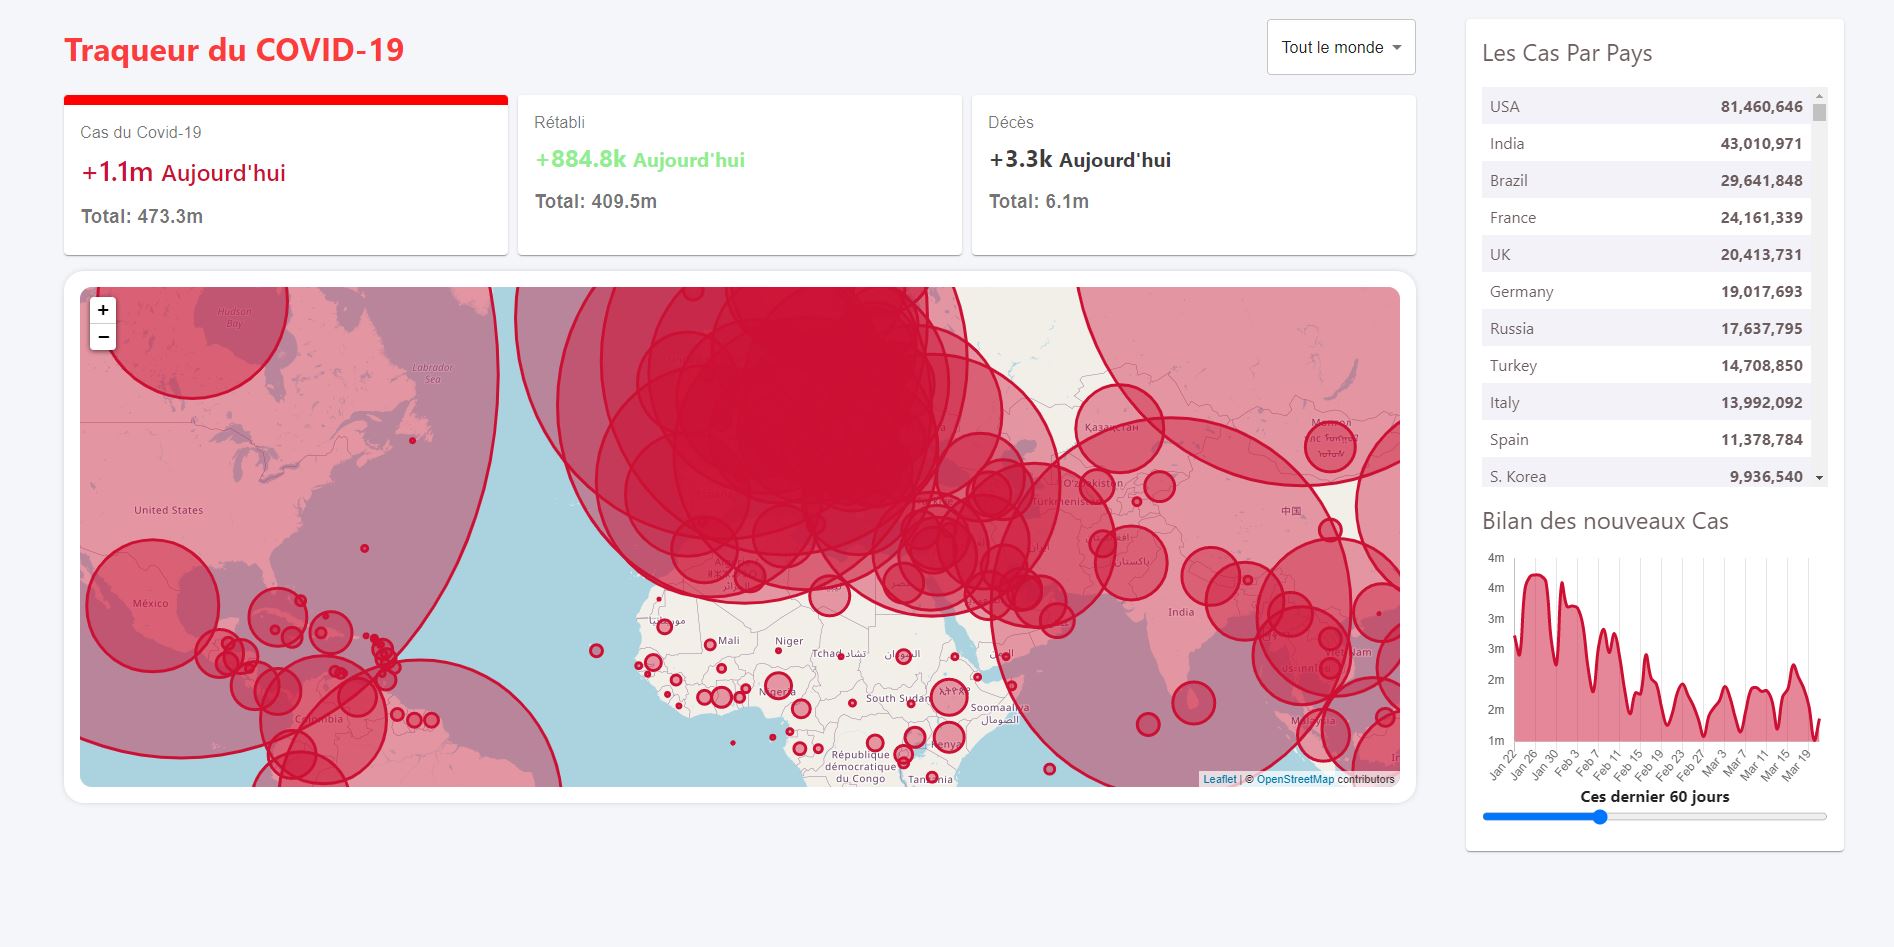 Traqueur du COVID-19
Tout le monde
Cas du Covid-19
+1.1m Aujourd'hui
Total: 473.3m
Rétabli
+884.8k Aujourd'hui
Total: 409.5m
Décès
+3.3k Aujourd'hui
Total: 6.1m
+
−
Hudson
Bay
Labrador
Sea
United States
México
Colombia
Қазақстан
Монгол
O'zbekiston
Türkmenistan
中国
ایران
پاکستان
India
موريتانيا
Mali
Niger
Tchad تشاد
السودان
اليمن
Nigeria
South Sudan
Soomaaliya
الصومال
Kenya
République
démocratique
du Congo
Tanzania
Việt Nam
Malaysia
Leaflet | © OpenStreetMap contributors
Les Cas Par Pays
USA 81,460,646
India 43,010,971
Brazil 29,641,848
France 24,161,339
UK 20,413,731
Germany 19,017,693
Russia 17,637,795
Turkey 14,708,850
Italy 13,992,092
Spain 11,378,784
S. Korea 9,936,540
Bilan des nouveaux Cas
4m
4m
3m
3m
2m
2m
1m
Jan 22
Jan 26
Jan 30
Feb 3
Feb 7
Feb 11
Feb 15
Feb 19
Feb 23
Feb 27
Mar 3
Mar 7
Mar 11
Mar 15
Mar 19
Ces dernier 60 jours